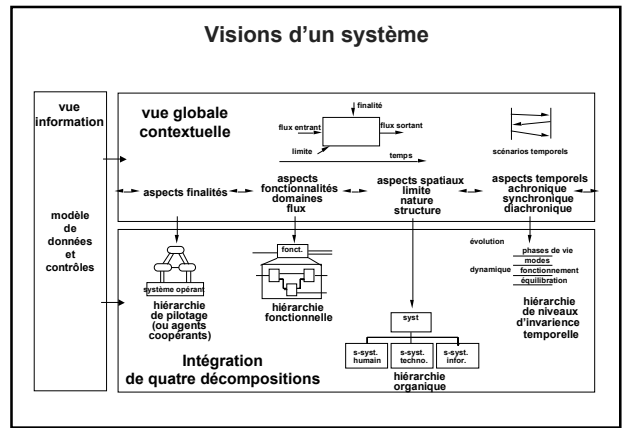 Visions d'un système
vue
information
modèle
de
données
et
contrôles
vue globale
contextuelle
finalité
flux entrant
flux sortant
limite
temps
scénarios temporels
aspects finalités
aspects
fonctionnalités
domaines
flux
aspects spatiaux
limite
nature
structure
aspects temporels
achronique
synchronique
diachronique
système opérant
hiérarchie
de pilotage
(ou agents
coopérants)
fonct.
hiérarchie
fonctionnelle
syst
s-syst.
humain
s-syst.
techno.
s-syst.
infor.
hiérarchie
organique
évolution
phases de vie
modes
dynamique
fonctionnement
équilibration
hiérarchie
de niveaux
d'invarience
temporelle
Intégration
de quatre décompositions